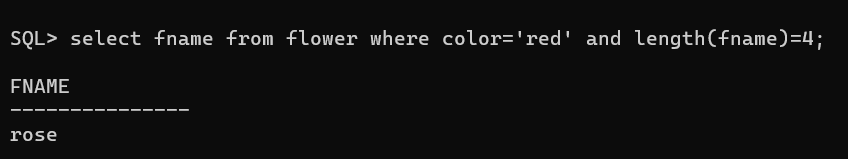 SQL> select fname from flower where color='red' and length(fname)=4;
FNAME
---------------
rose